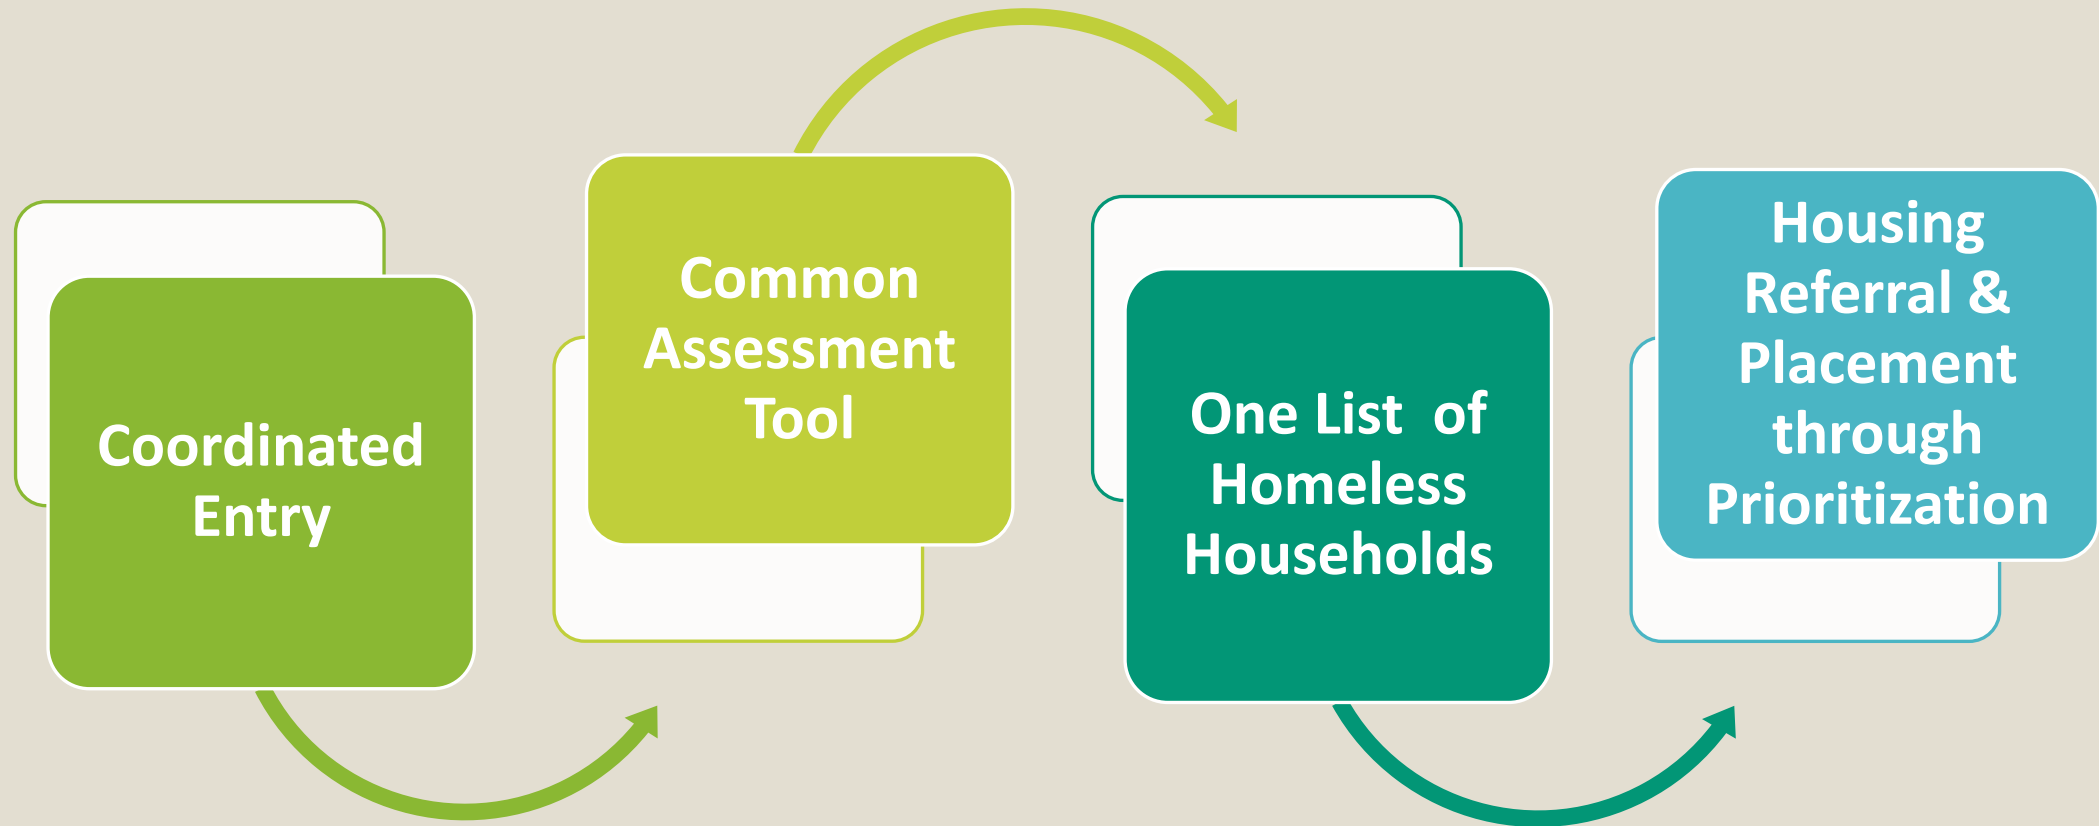 Coordinated
Entry
Common
Assessment
Tool
One List  of
Homeless
Households
Housing
Referral &
Placement
through
Prioritization